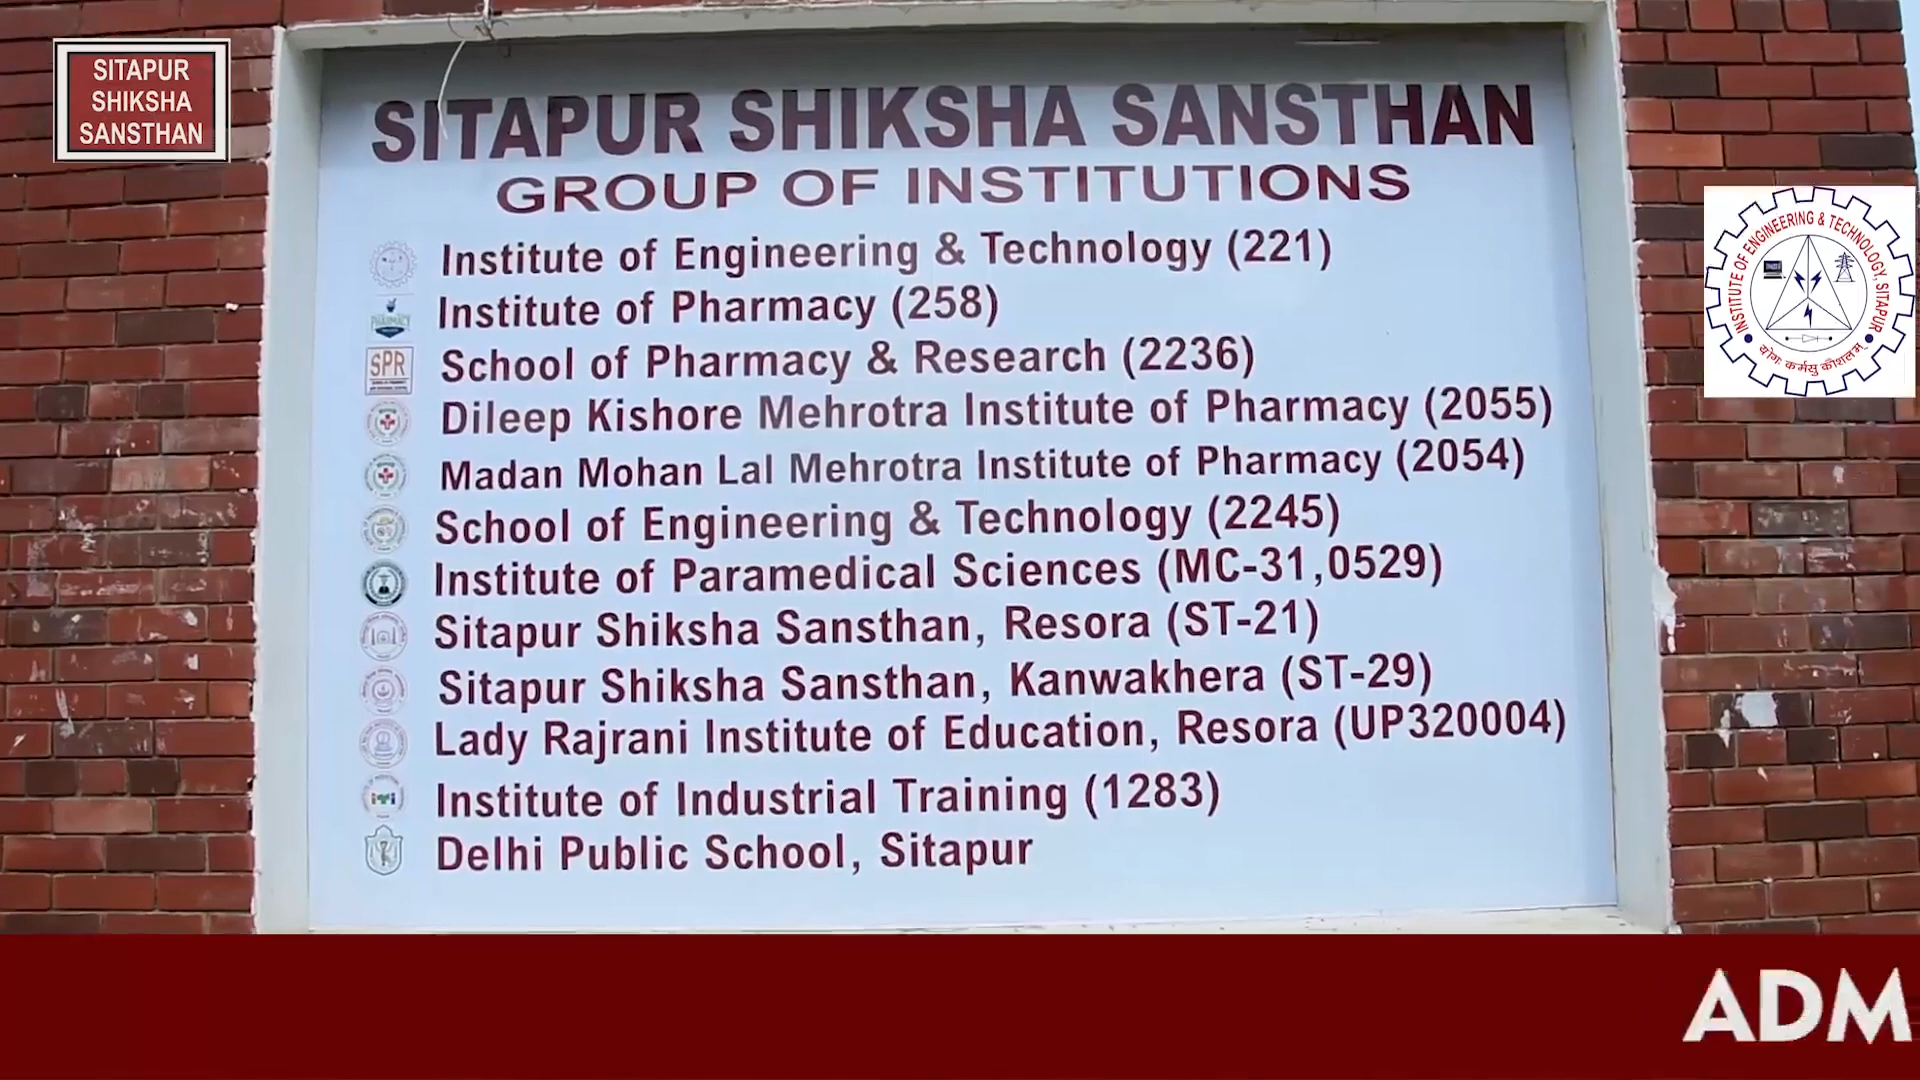 SITAPUR
SHIKSHA
SANSTHAN
SITAPUR SHIKSHA SANSTHAN
GROUP OF INSTITUTIONS
Institute of Engineering & Technology (221)
PHARMACY
Institute of Pharmacy (258)
SPR
School of Pharmacy & Research (2236)
Dileep Kishore Mehrotra Institute of Pharmacy (2055)
Madan Mohan Lal Mehrotra Institute of Pharmacy (2054)
School of Engineering & Technology (2245)
Institute of Paramedical Sciences (MC-31,0529)
Sitapur Shiksha Sansthan, Resora (ST-21)
Sitapur Shiksha Sansthan, Kanwakhera (ST-29)
Lady Rajrani Institute of Education, Resora (UP320004)
Institute of Industrial Training (1283)
Delhi Public School, Sitapur
INSTITUTE OF ENGINEERING & TECHNOLOGY, SITAPUR
योगः कर्मसु कौशलम्
ADM